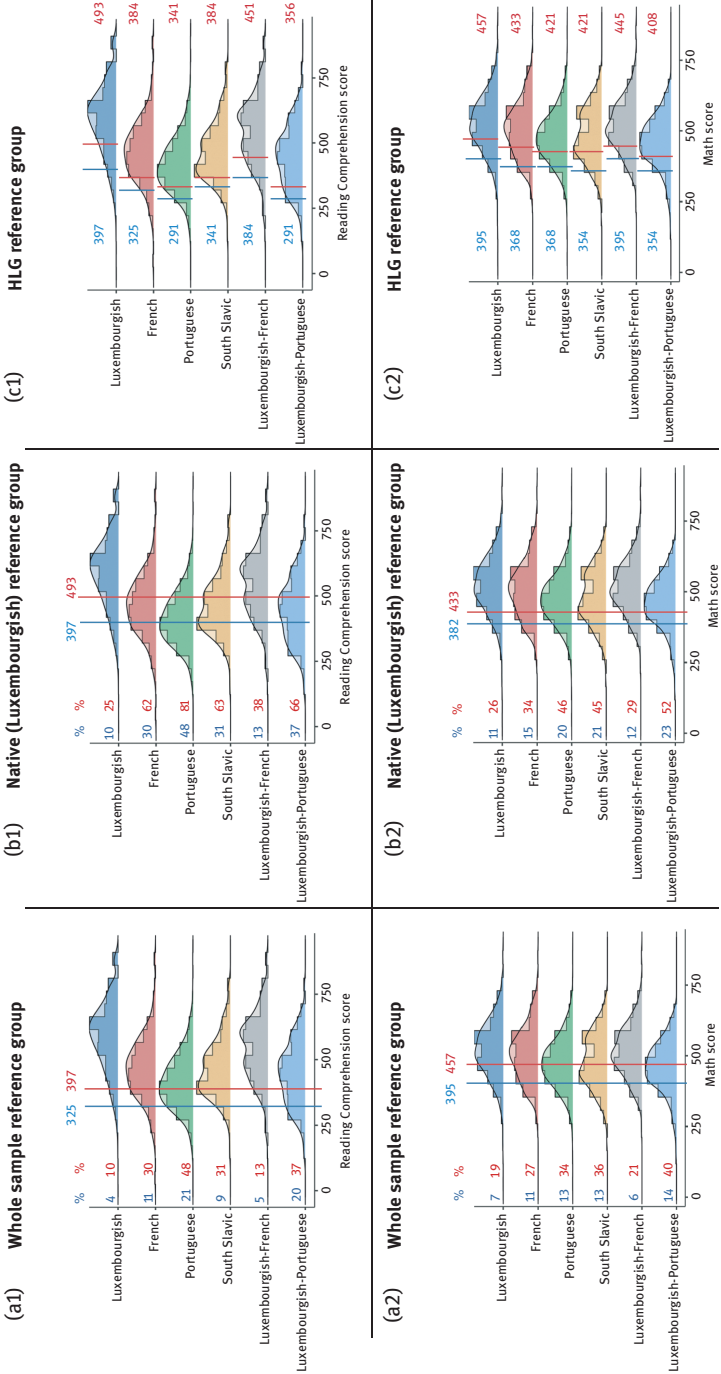 (a1) Whole sample reference group
325 397
% %
Luxembourgish 4 10
French 11 30
Portuguese 21 48
South Slavic 9 31
Luxembourgish-French 5 13
Luxembourgish-Portuguese 20 37
0 250 500 750
Reading Comprehension score
(b1) Native (Luxembourgish) reference group
397 493
% %
Luxembourgish 10 25
French 30 62
Portuguese 48 81
South Slavic 31 63
Luxembourgish-French 13 38
Luxembourgish-Portuguese 37 66
0 250 500 750
Reading Comprehension score
(c1) HLG reference group
Luxembourgish 397 493
French 325 384
Portuguese 291 341
South Slavic 341 384
Luxembourgish-French 384 451
Luxembourgish-Portuguese 291 356
0 250 500 750
Reading Comprehension score
(a2) Whole sample reference group
395 457
% %
Luxembourgish 7 19
French 11 27
Portuguese 13 34
South Slavic 13 36
Luxembourgish-French 6 21
Luxembourgish-Portuguese 14 40
0 250 500 750
Math score
(b2) Native (Luxembourgish) reference group
382 433
% %
Luxembourgish 11 26
French 15 34
Portuguese 20 46
South Slavic 21 45
Luxembourgish-French 12 29
Luxembourgish-Portuguese 23 52
0 250 500 750
Math score
(c2) HLG reference group
Luxembourgish 395 457
French 368 433
Portuguese 368 421
South Slavic 354 421
Luxembourgish-French 395 445
Luxembourgish-Portuguese 354 408
0 250 500 750
Math score